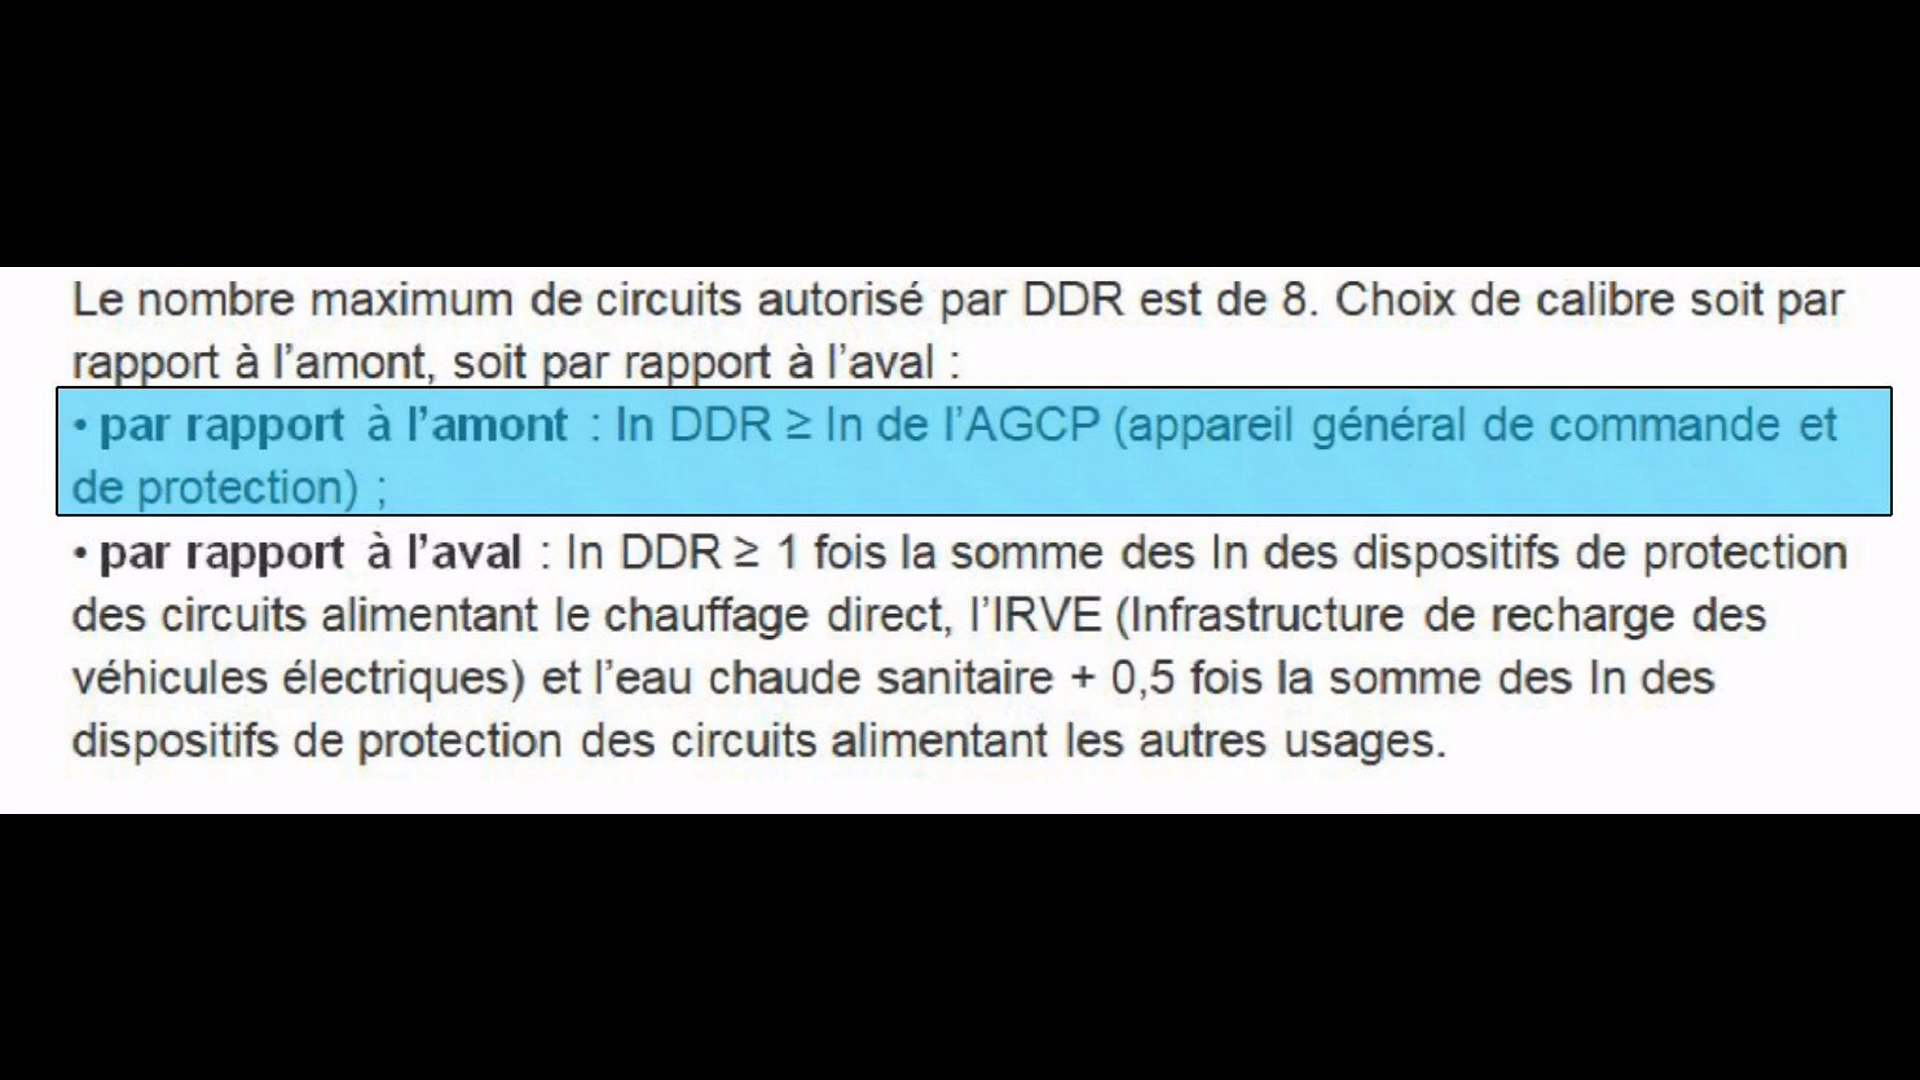 Le nombre maximum de circuits autorisé par DDR est de 8. Choix de calibre soit par
rapport à l’amont, soit par rapport à l’aval :
• par rapport à l’amont : In DDR ≥ In de l’AGCP (appareil général de commande et
de protection) ;
• par rapport à l’aval : In DDR ≥ 1 fois la somme des In des dispositifs de protection
des circuits alimentant le chauffage direct, l’IRVE (Infrastructure de recharge des
véhicules électriques) et l’eau chaude sanitaire + 0,5 fois la somme des In des
dispositifs de protection des circuits alimentant les autres usages.